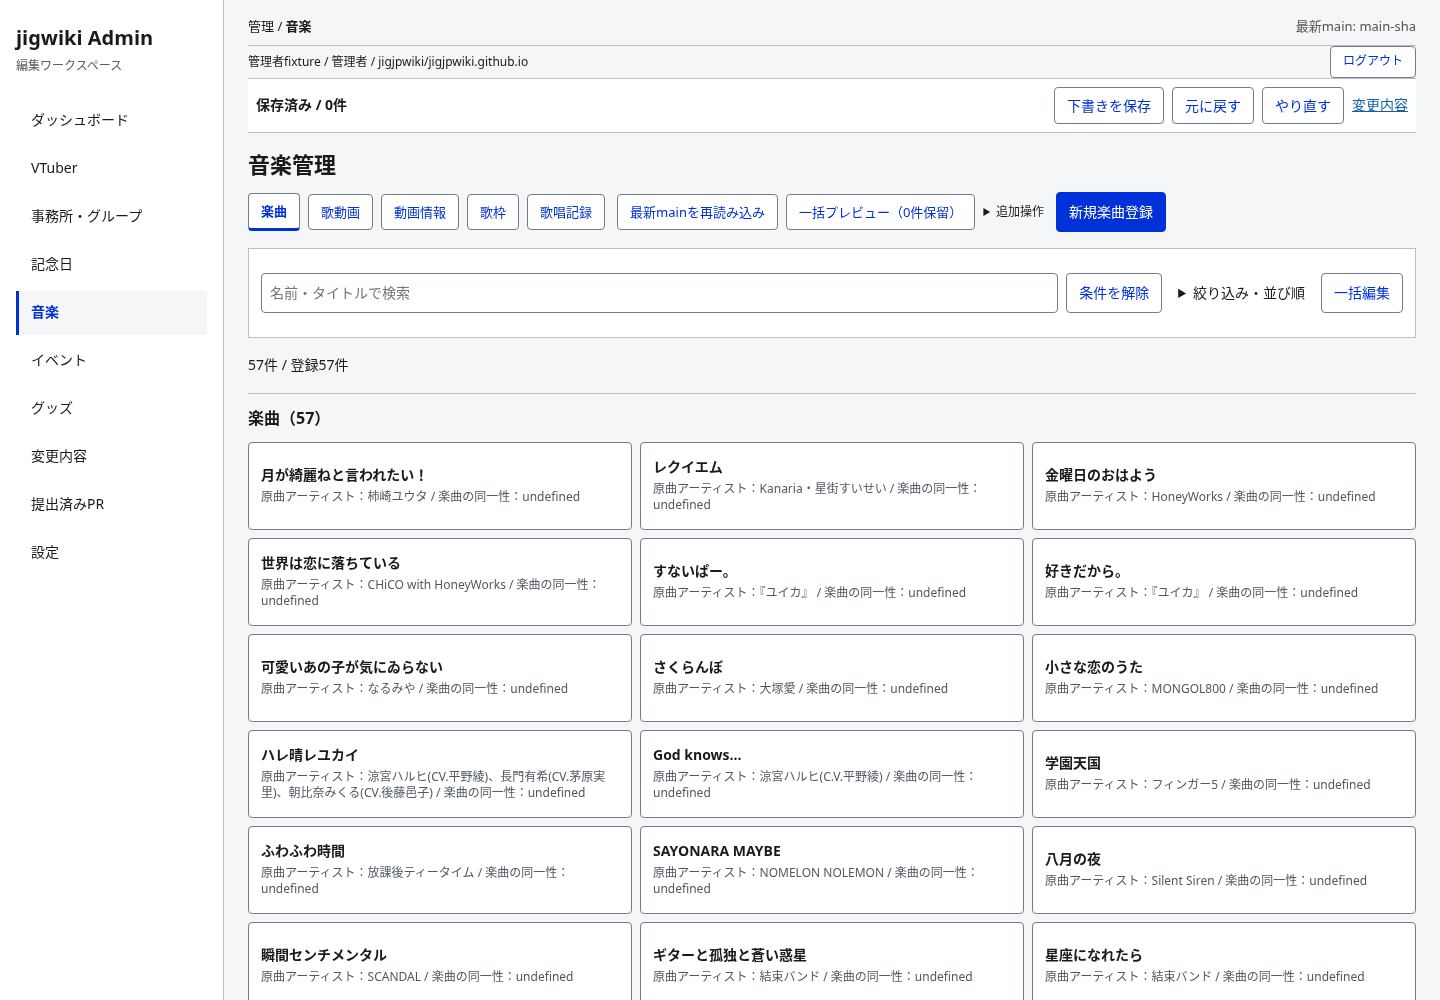 jigwiki Admin
編集ワークスペース
ダッシュボード
VTuber
事務所・グループ
記念日
音楽
イベント
グッズ
変更内容
提出済みPR
設定
管理 / 音楽
最新main: main-sha
管理者fixture / 管理者 / jigjpwiki/jigjpwiki.github.io
ログアウト
保存済み / 0件
下書きを保存
元に戻す
やり直す
変更内容
音楽管理
楽曲
歌動画
動画情報
歌枠
歌唱記録
最新mainを再読み込み
一括プレビュー（0件保留）
▶ 追加操作
新規楽曲登録
名前・タイトルで検索
条件を解除
▶ 絞り込み・並び順
一括編集
57件 / 登録57件
楽曲（57）
月が綺麗ねと言われたい！
原曲アーティスト：柿崎ユウタ / 楽曲の同一性：undefined
レクイエム
原曲アーティスト：Kanaria・星街すいせい / 楽曲の同一性：
undefined
金曜日のおはよう
原曲アーティスト：HoneyWorks / 楽曲の同一性：undefined
世界は恋に落ちている
原曲アーティスト：CHiCO with HoneyWorks / 楽曲の同一性：
undefined
すないぱー。
原曲アーティスト：『ユイカ』 / 楽曲の同一性：undefined
好きだから。
原曲アーティスト：『ユイカ』 / 楽曲の同一性：undefined
可愛いあの子が気にゐらない
原曲アーティスト：なるみや / 楽曲の同一性：undefined
さくらんぼ
原曲アーティスト：大塚愛 / 楽曲の同一性：undefined
小さな恋のうた
原曲アーティスト：MONGOL800 / 楽曲の同一性：undefined
ハレ晴レユカイ
原曲アーティスト：涼宮ハルヒ(CV.平野綾)、長門有希(CV.茅原実
里)、朝比奈みくる(CV.後藤邑子) / 楽曲の同一性：undefined
God knows...
原曲アーティスト：涼宮ハルヒ(C.V.平野綾) / 楽曲の同一性：
undefined
学園天国
原曲アーティスト：フィンガー5 / 楽曲の同一性：undefined
ふわふわ時間
原曲アーティスト：放課後ティータイム / 楽曲の同一性：
undefined
SAYONARA MAYBE
原曲アーティスト：NOMELON NOLEMON / 楽曲の同一性：
undefined
八月の夜
原曲アーティスト：Silent Siren / 楽曲の同一性：undefined
瞬間センチメンタル
原曲アーティスト：SCANDAL / 楽曲の同一性：undefined
ギターと孤独と蒼い惑星
原曲アーティスト：結束バンド / 楽曲の同一性：undefined
星座になれたら
原曲アーティスト：結束バンド / 楽曲の同一性：undefined